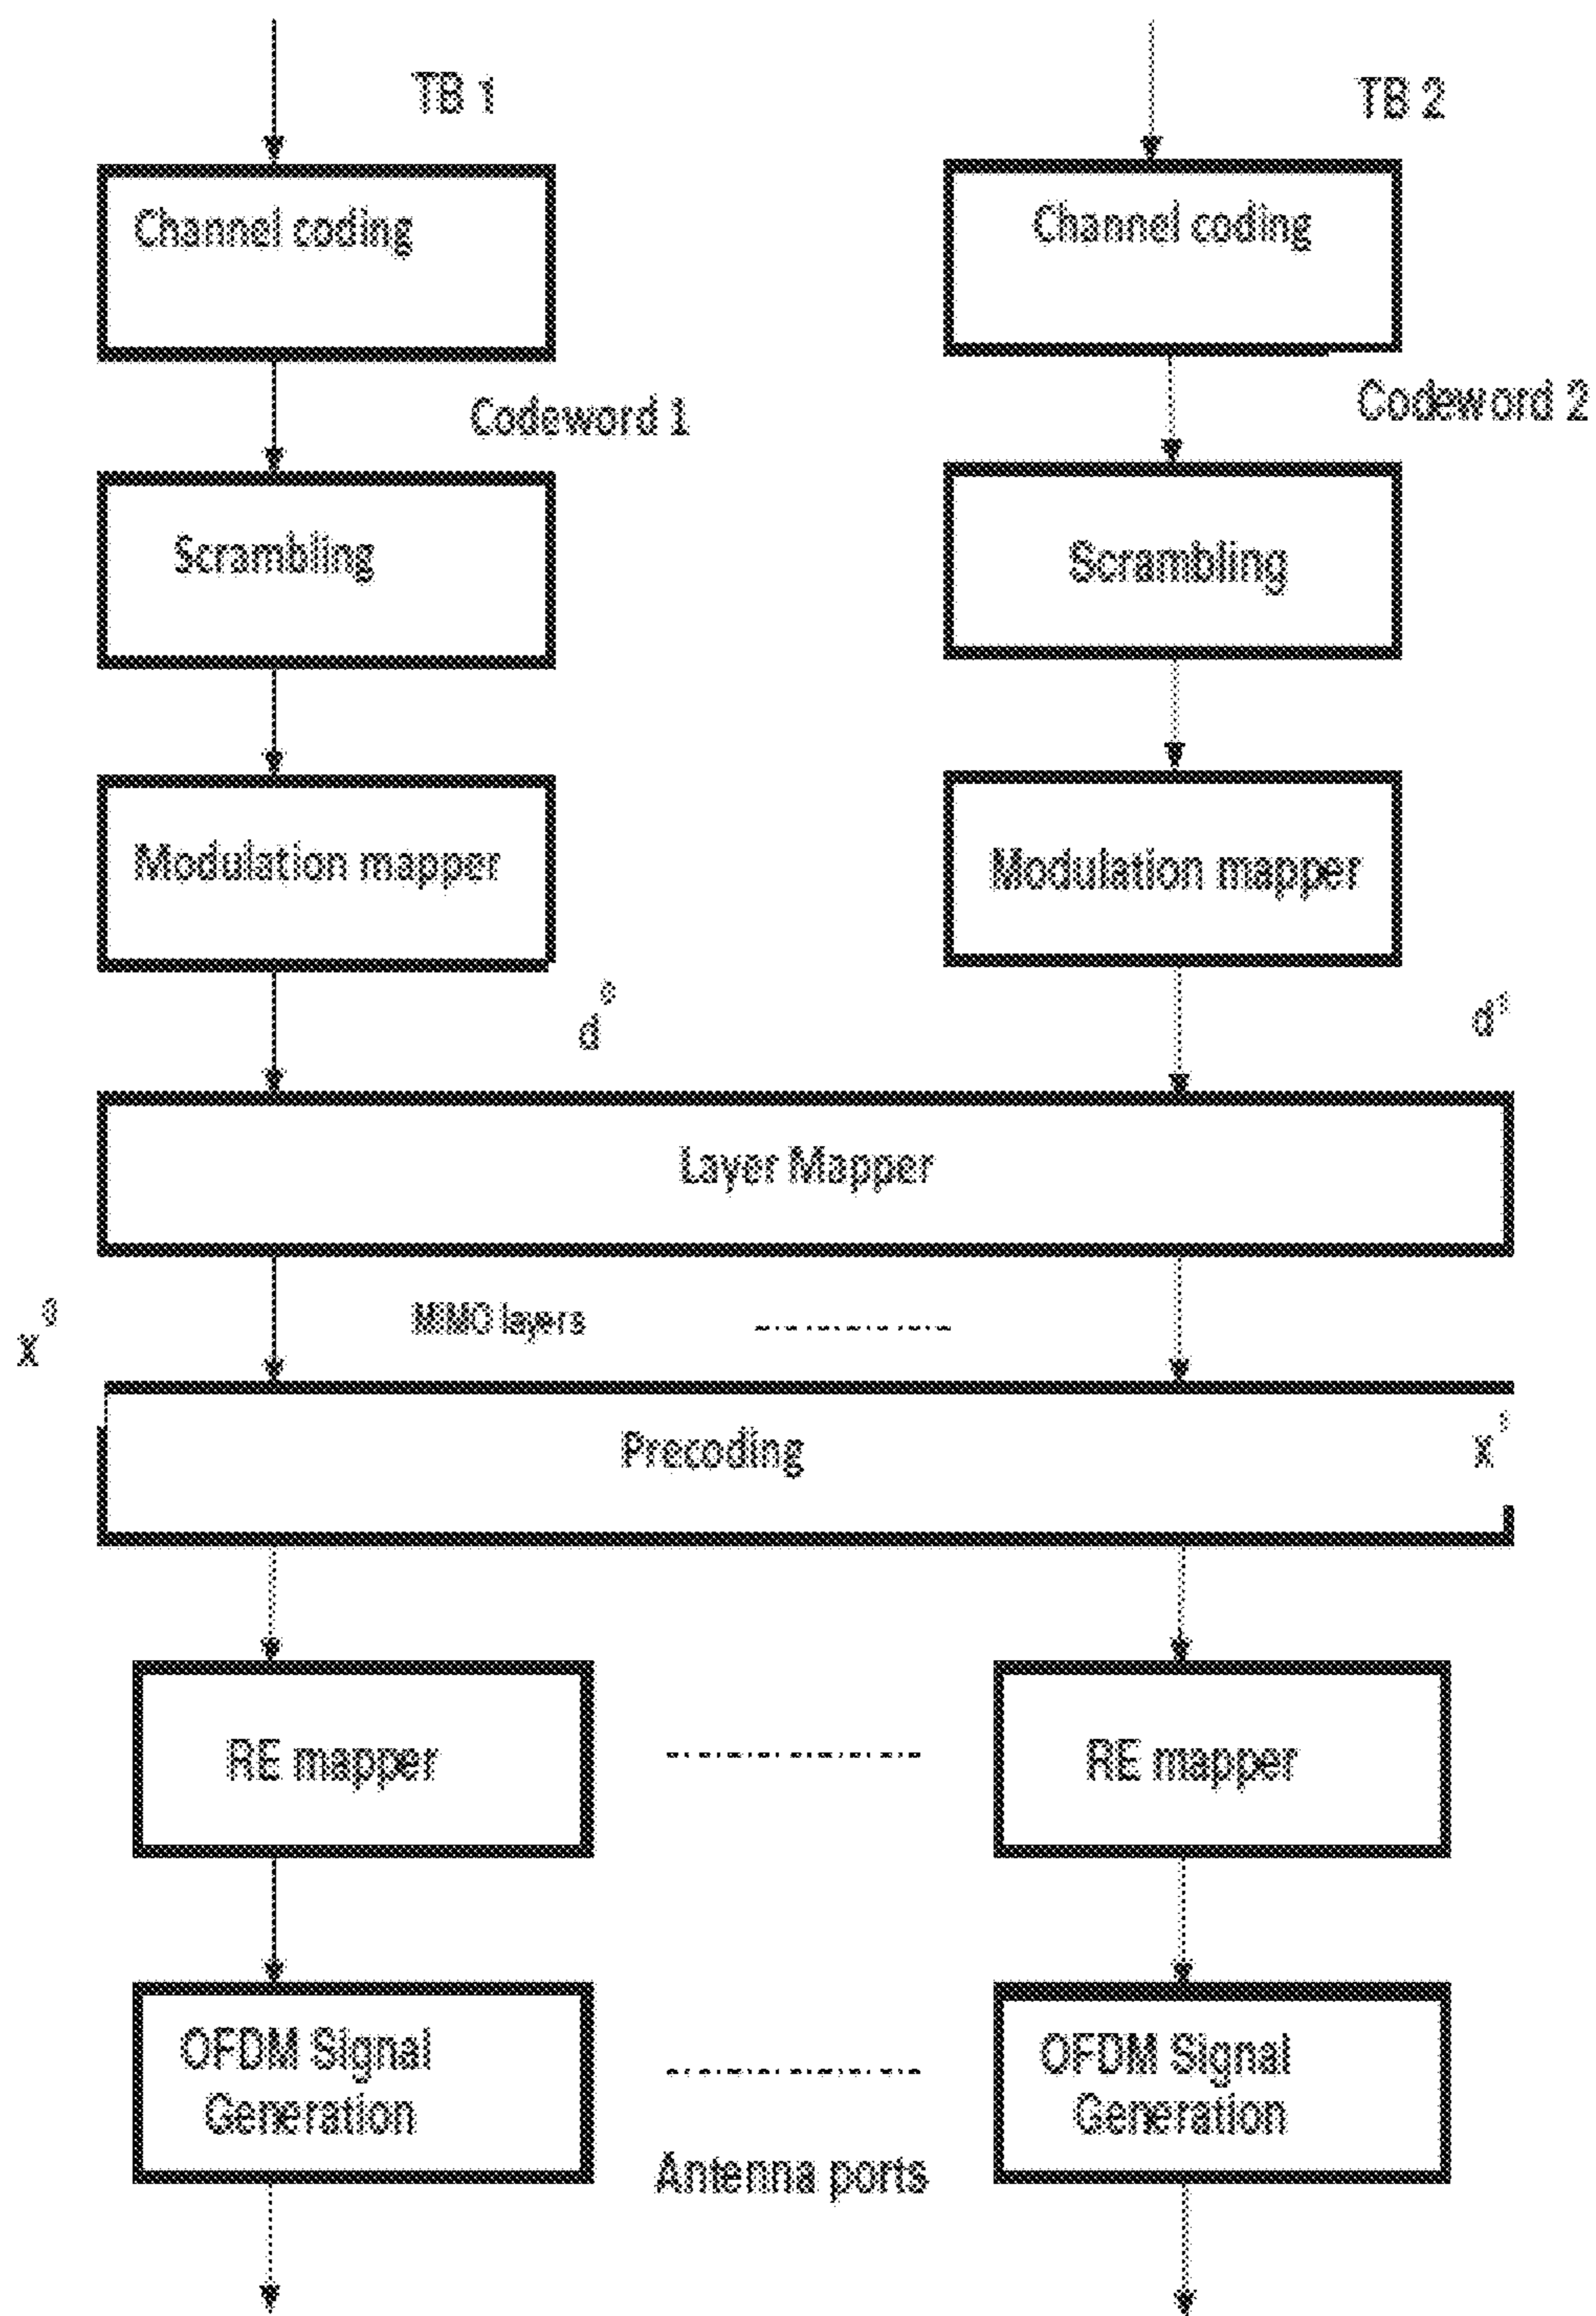 TB 1
TB 2
Channel coding
Channel coding
Codeword 1
Codeword 2
Scrambling
Scrambling
Modulation mapper
Modulation mapper
d
d
Layer Mapper
x
MIMO layers
Precoding
x
RE mapper
RE mapper
OFDM Signal
Generation
OFDM Signal
Generation
Antenna ports